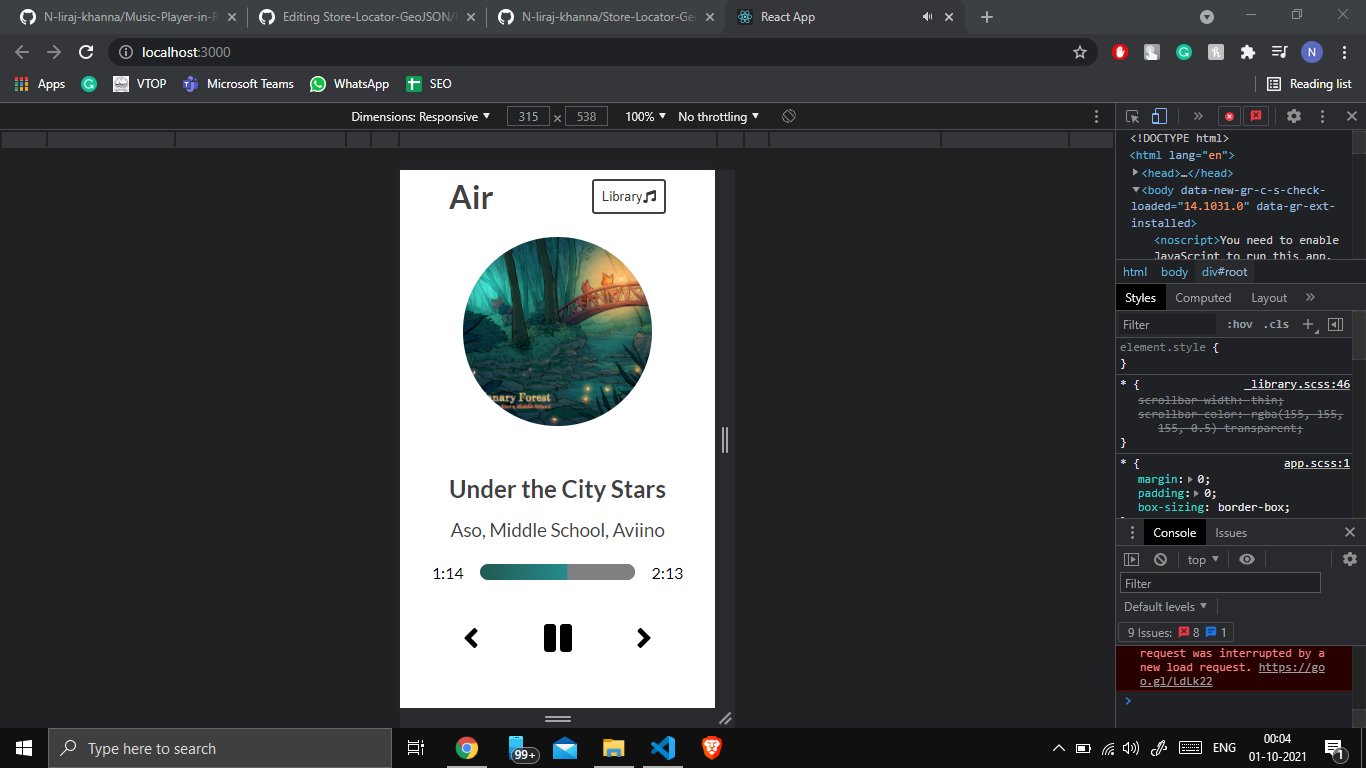 N-liraj-khanna/Music-Player-in-R
Editing Store-Locator-GeoJSON/
N-liraj-khanna/Store-Locator-Ge
React App
localhost:3000
N
Apps
VTOP
Microsoft Teams
WhatsApp
SEO
Reading list
Dimensions: Responsive
315 × 538
100%
No throttling
Air
Library
nary Forest
Under the City Stars
Aso, Middle School, Aviino
1:14
2:13
<!DOCTYPE html>
<html lang="en">
<head>…</head>
<body data-new-gr-c-s-check-
loaded="14.1031.0" data-gr-ext-
installed>
<noscript>You need to enable
JavaScript to run this app.
html body div#root
Styles Computed Layout
Filter :hov .cls
element.style {
}
* { _library.scss:46
scrollbar-width: thin;
scrollbar-color: rgba(155, 155,
155, 0.5) transparent;
}
* { app.scss:1
margin: 0;
padding: 0;
box-sizing: border-box;
Console Issues
top
Filter
Default levels
9 Issues: 8 1
request was interrupted by a
new load request. https://go
o.gl/LdLk22
Type here to search
99+
ENG
00:04
01-10-2021
1